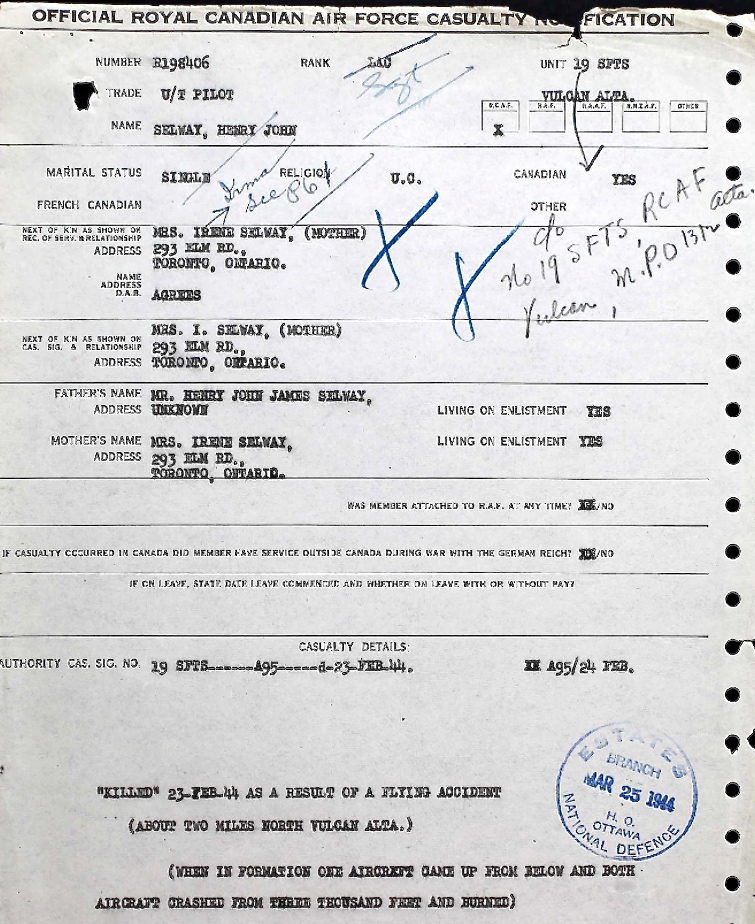 OFFICIAL ROYAL CANADIAN AIR FORCE CASUALTY NOTIFICATION
NUMBER R198406 RANK LAC UNIT 19 SFTS
Sgt
TRADE U/T PILOT VULCAN ALTA.
R.C.A.F. R.A.F. R.A.A.F. R.N.Z.A.F. OTHER
NAME SELWAY, HENRY JOHN X
MARITAL STATUS SINGLE RELIGION U.C. CANADIAN YES
Irma
See P61
FRENCH CANADIAN OTHER
c/o
No 19 SFTS, RCAF
Vulcan, M.P.O 1312 Alta.
NEXT OF KIN AS SHOWN ON REC. OF SERV. & RELATIONSHIP MRS. IRENE SELWAY, (MOTHER)
ADDRESS 293 ELM RD.,
TORONTO, ONTARIO.
NAME
ADDRESS
D.A.B. AGREES
MRS. I. SELWAY, (MOTHER)
NEXT OF KIN AS SHOWN ON CAS. SIG. & RELATIONSHIP 293 ELM RD.,
ADDRESS TORONTO, ONTARIO.
FATHER'S NAME MR. HENRY JOHN JAMES SELWAY,
ADDRESS UNKNOWN LIVING ON ENLISTMENT YES
MOTHER'S NAME MRS. IRENE SELWAY, LIVING ON ENLISTMENT YES
ADDRESS 293 ELM RD.,
TORONTO, ONTARIO.
WAS MEMBER ATTACHED TO R.A.F. AT ANY TIME? XX/NO
IF CASUALTY OCCURRED IN CANADA DID MEMBER HAVE SERVICE OUTSIDE CANADA DURING WAR WITH THE GERMAN REICH? XX/NO
IF ON LEAVE, STATE DATE LEAVE COMMENCED AND WHETHER ON LEAVE WITH OR WITHOUT PAY?
CASUALTY DETAILS:
AUTHORITY CAS. SIG. NO. 19 SFTS------A95-----d-23-FEB-44. XX A95/24 FEB.
ESTATES
BRANCH
MAR 25 1944
H. O.
OTTAWA
NATIONAL DEFENCE
"KILLED" 23-FEB-44 AS A RESULT OF A FLYING ACCIDENT
(ABOUT TWO MILES NORTH VULCAN ALTA.)
(WHEN IN FORMATION ONE AIRCRAFT CAME UP FROM BELOW AND BOTH
AIRCRAFT CRASHED FROM THREE THOUSAND FEET AND BURNED)